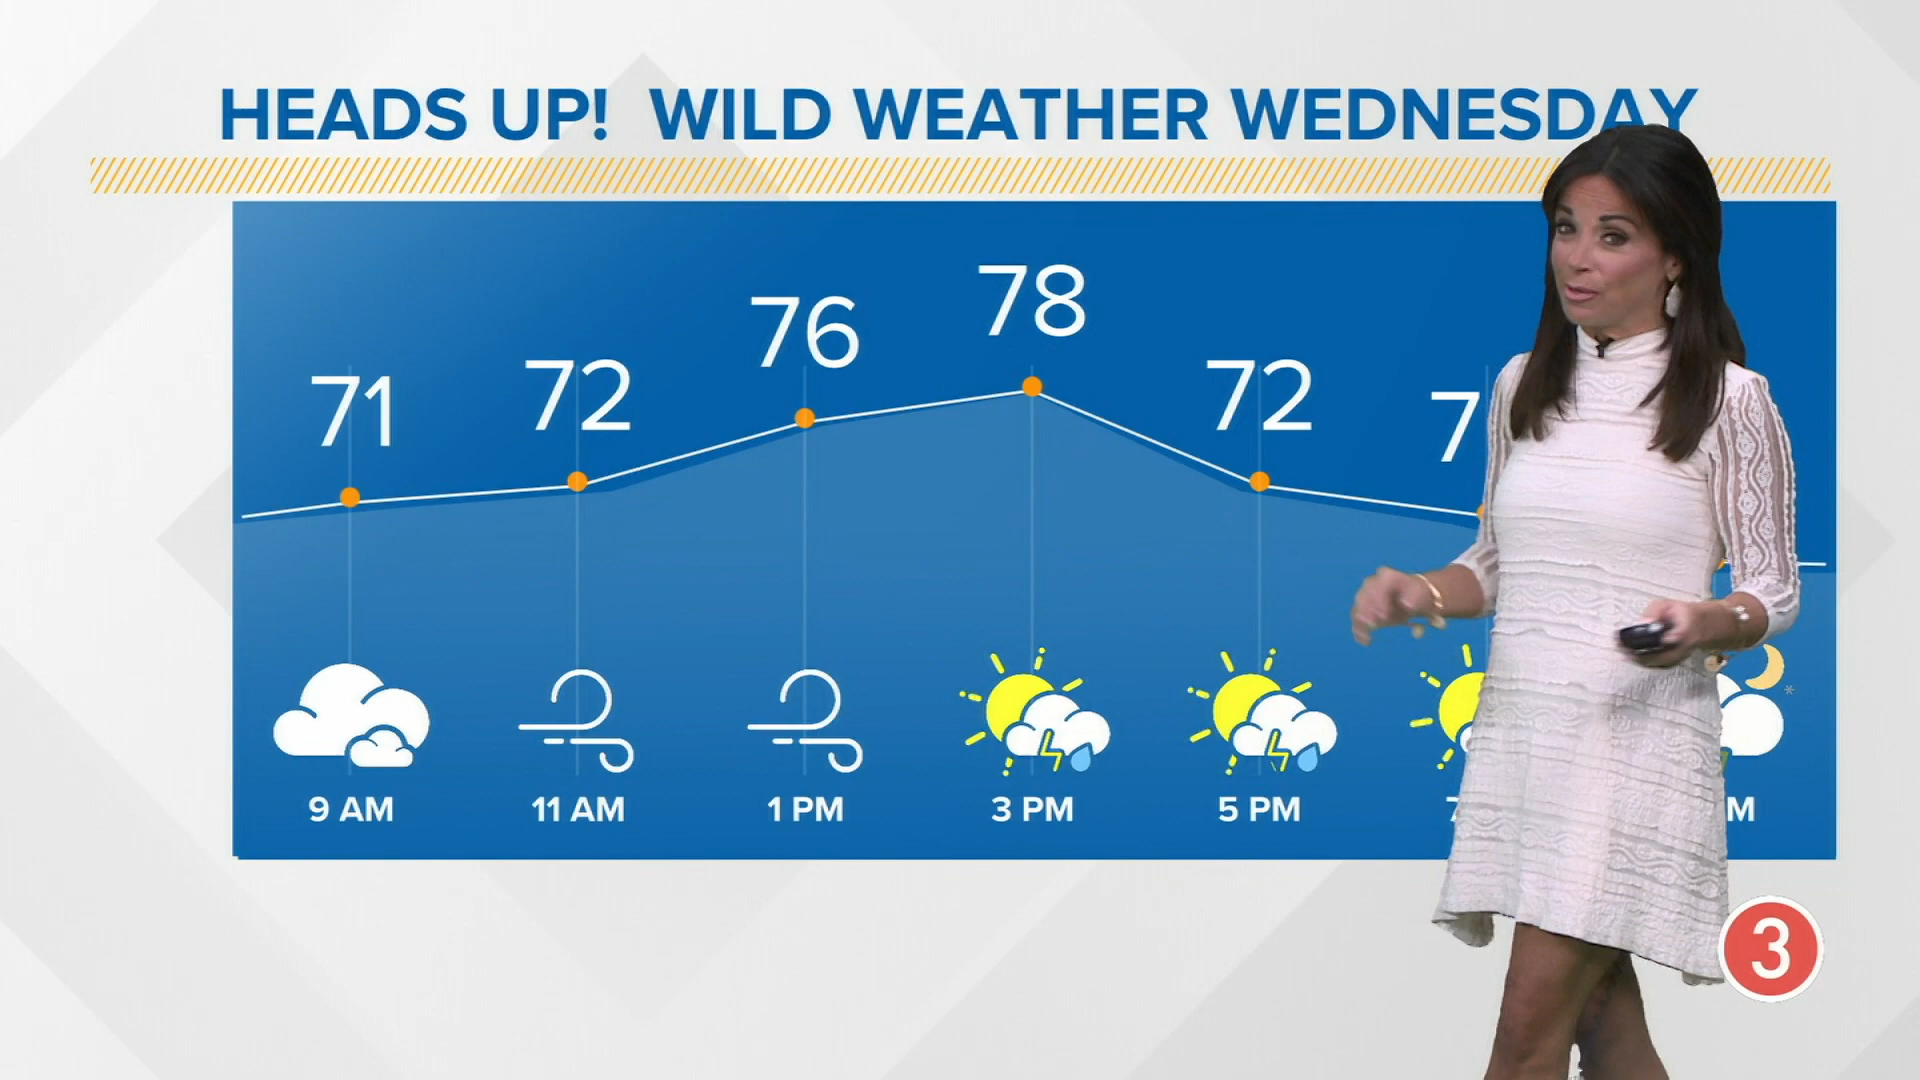 HEADS UP! WILD WEATHER WEDNESDAY
71 72 76 78 72
9 AM 11 AM 1 PM 3 PM 5 PM
3